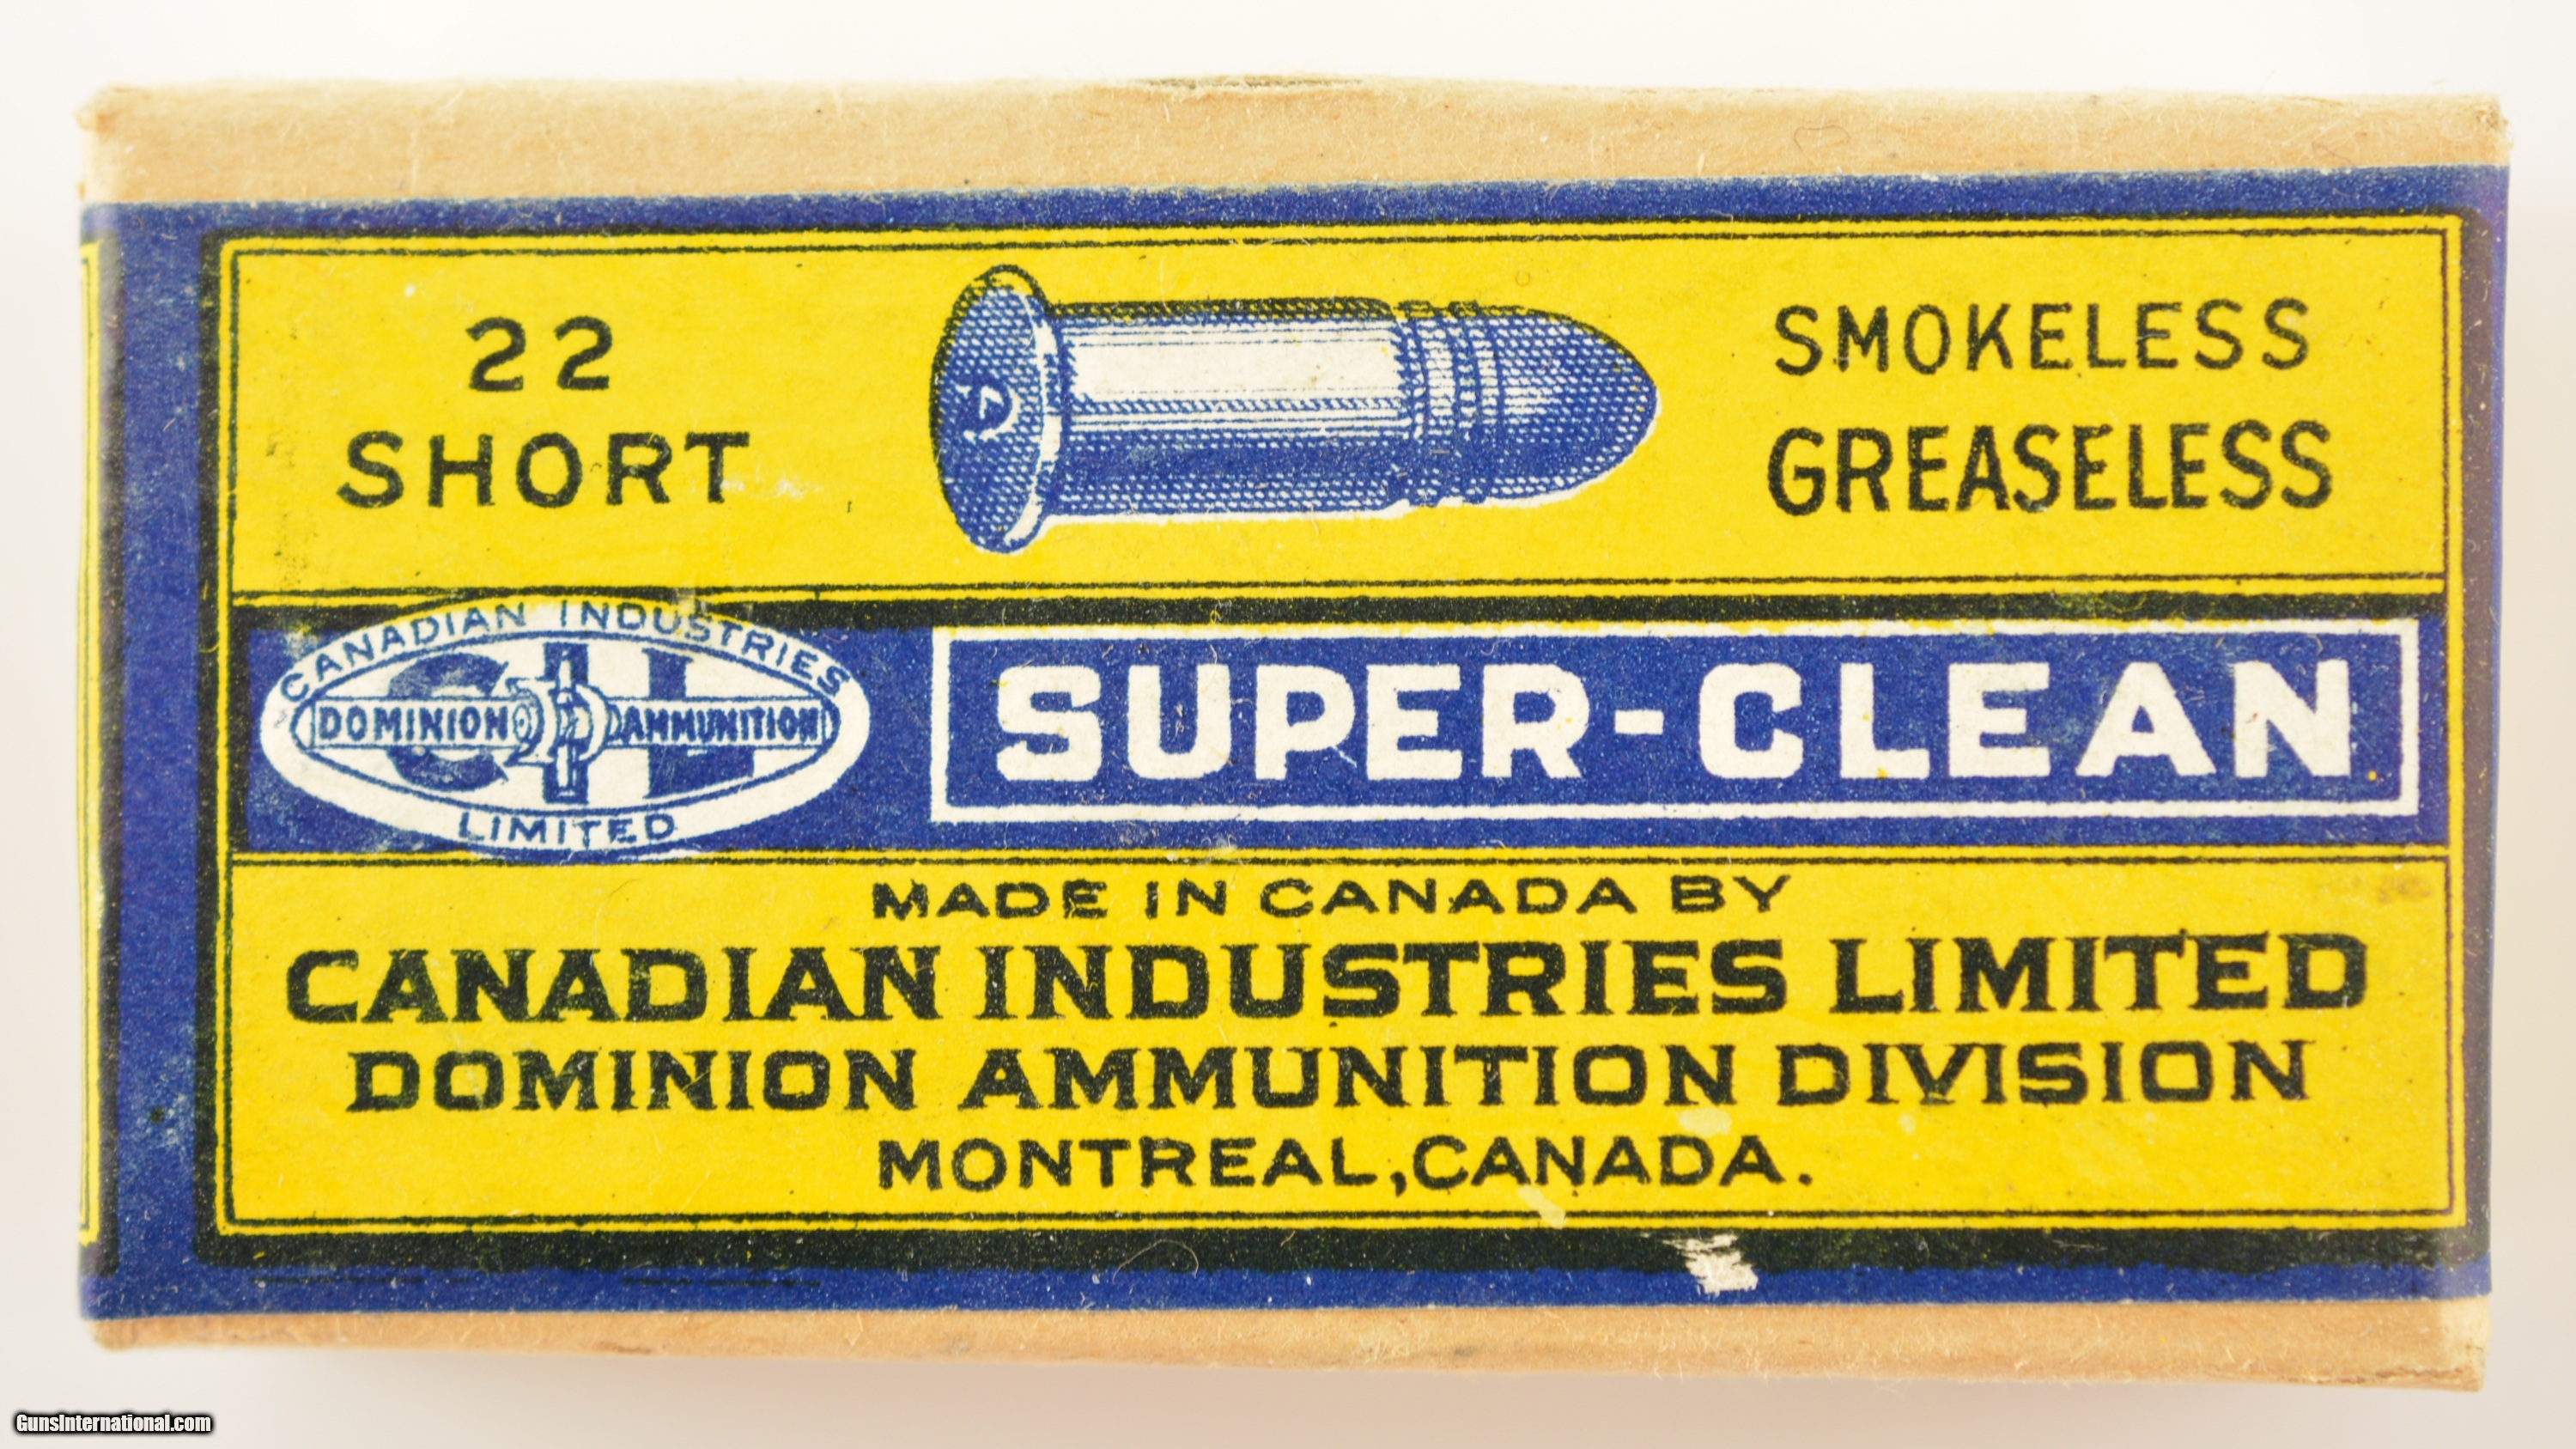 22
SHORT
SMOKELESS
GREASELESS
CANADIAN INDUSTRIES
CIL
DOMINION AMMUNITION
LIMITED
SUPER-CLEAN
MADE IN CANADA BY
CANADIAN INDUSTRIES LIMITED
DOMINION AMMUNITION DIVISION
MONTREAL, CANADA.
GunsInternational.com